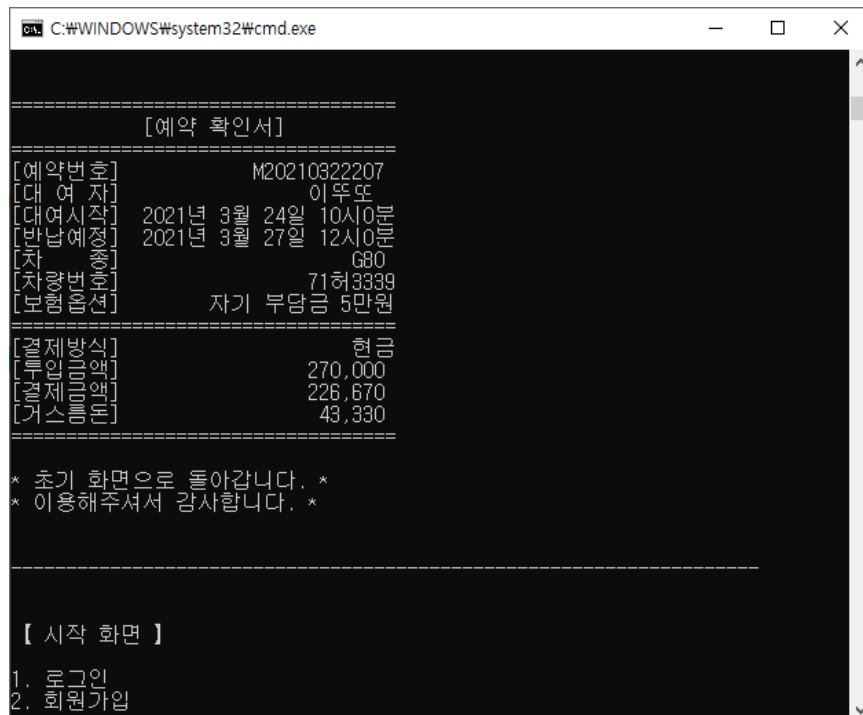 C:₩WINDOWS₩system32₩cmd.exe
==================================
[예약 확인서]
==================================
[예약번호] M20210322207
[대 여 자] 이뚜또
[대여시작] 2021년 3월 24일 10시0분
[반납예정] 2021년 3월 27일 12시0분
[차 종] G80
[차량번호] 71허3339
[보험옵션] 자기 부담금 5만원
==================================
[결제방식] 현금
[투입금액] 270,000
[결제금액] 226,670
[거스름돈] 43,330
==================================
* 초기 화면으로 돌아갑니다. *
* 이용해주셔서 감사합니다. *
------------------------------------------------------------------
【 시작 화면 】
1. 로그인
2. 회원가입